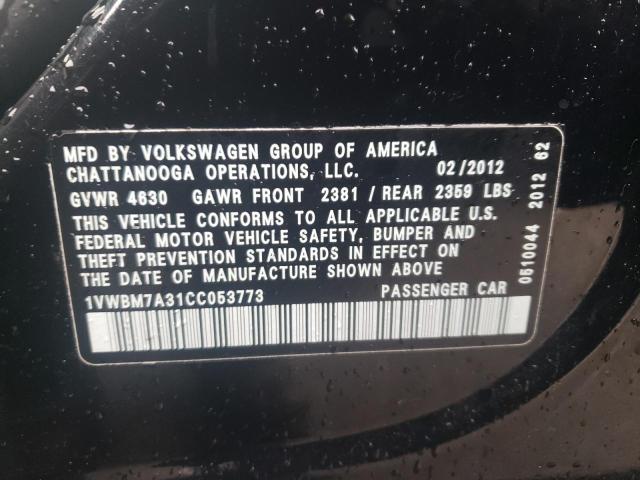 MFD BY VOLKSWAGEN GROUP OF AMERICA
CHATTANOOGA OPERATIONS, LLC. 02/2012
GVWR 4630 GAWR FRONT 2381 / REAR 2359 LBS
THIS VEHICLE CONFORMS TO ALL APPLICABLE U.S.
FEDERAL MOTOR VEHICLE SAFETY, BUMPER AND
THEFT PREVENTION STANDARDS IN EFFECT ON
THE DATE OF MANUFACTURE SHOWN ABOVE
1VWBM7A31CC053773 PASSENGER CAR
0510044 2012 62